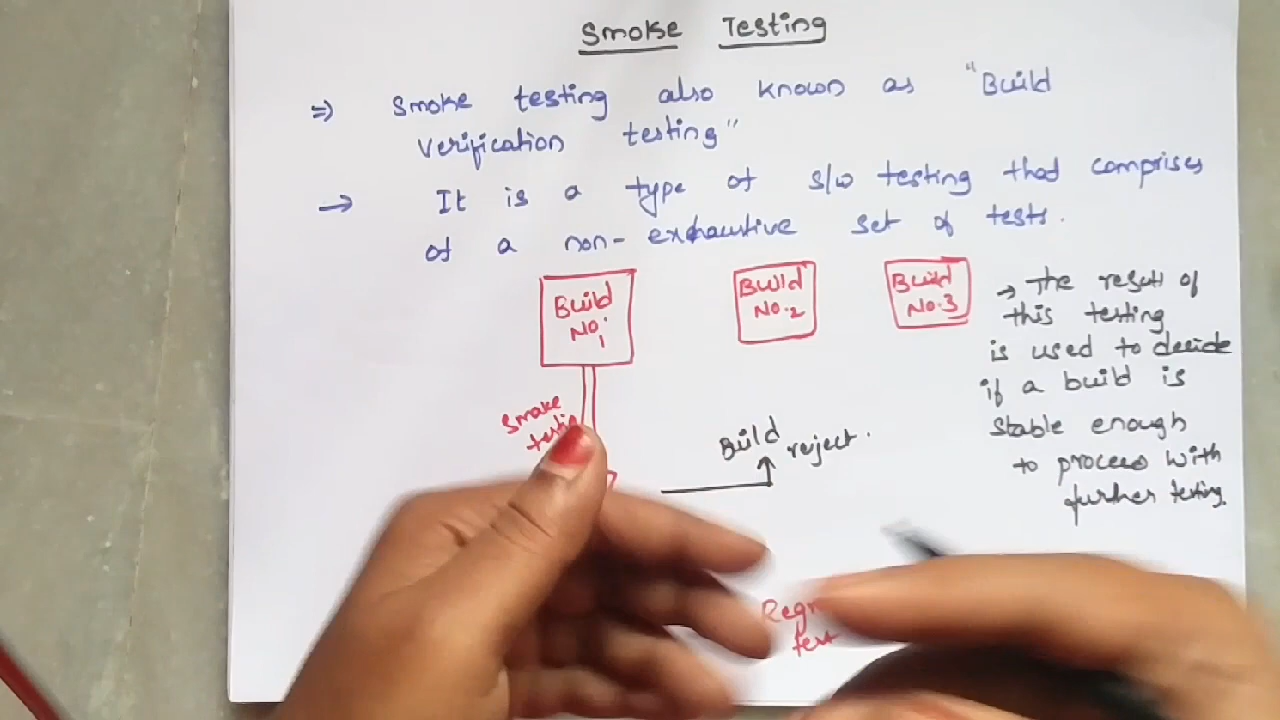 Smoke Testing
⇒ Smoke testing also known as "Build
verification testing"
→ It is a type of s/w testing that comprises
of a non-exhaustive set of tests.
Build
No:
1
Build
No.2
Build
No.3
→ The result of
this testing
is used to decide
if a build is
stable enough
to process with
further testing.
Smoke
Build
reject.
test